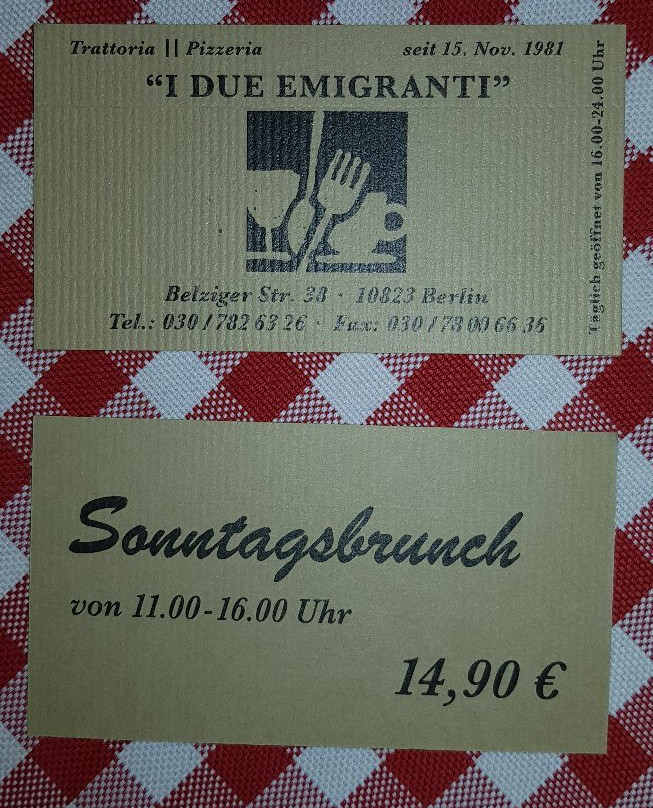 Trattoria || Pizzeria
seit 15. Nov. 1981
“I DUE EMIGRANTI”
Belziger Str. 38 · 10823 Berlin
Tel.: 030 / 782 63 26 · Fax: 030 / 78 00 66 36
Täglich geöffnet von 16.00-24.00 Uhr
Sonntagsbrunch
von 11.00-16.00 Uhr
14,90 €